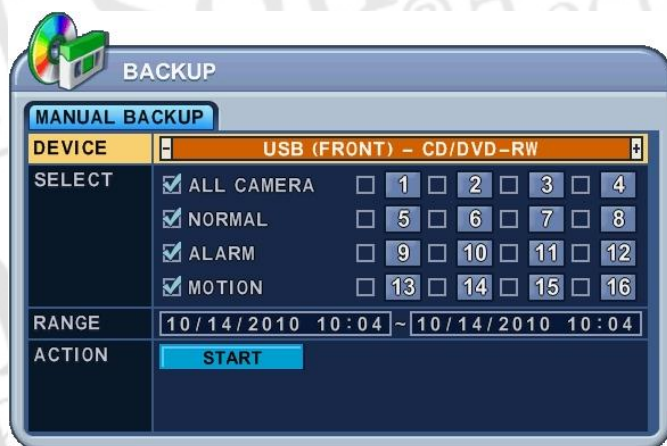 BACKUP
MANUAL BACKUP
DEVICE - USB (FRONT) - CD/DVD-RW +
SELECT ALL CAMERA 1 2 3 4
NORMAL 5 6 7 8
ALARM 9 10 11 12
MOTION 13 14 15 16
RANGE 10/14/2010 10:04 ~ 10/14/2010 10:04
ACTION START